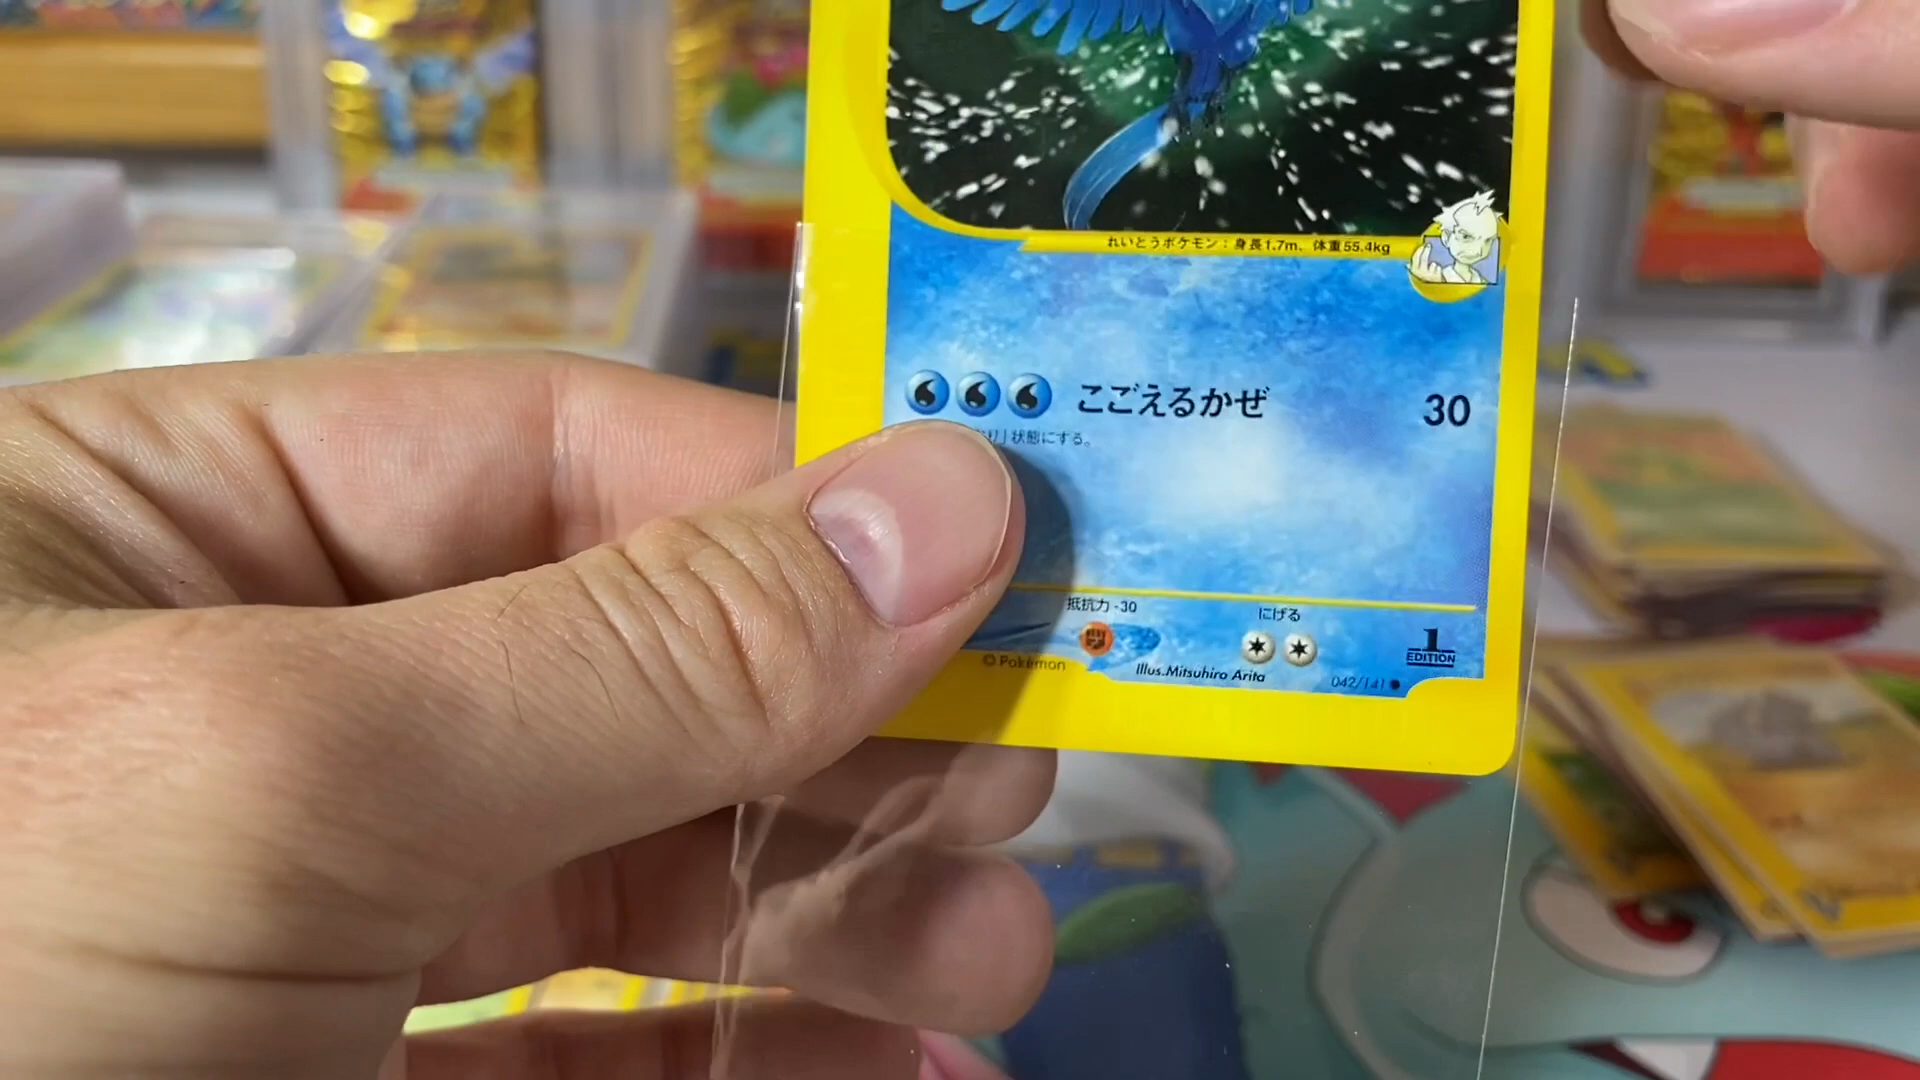 れいとうポケモン：身長1.7m、体重55.4kg
こごえるかぜ 30
り」状態にする。
抵抗力 -30
にげる
1
EDITION
© Pokémon
Illus.Mitsuhiro Arita
042/141